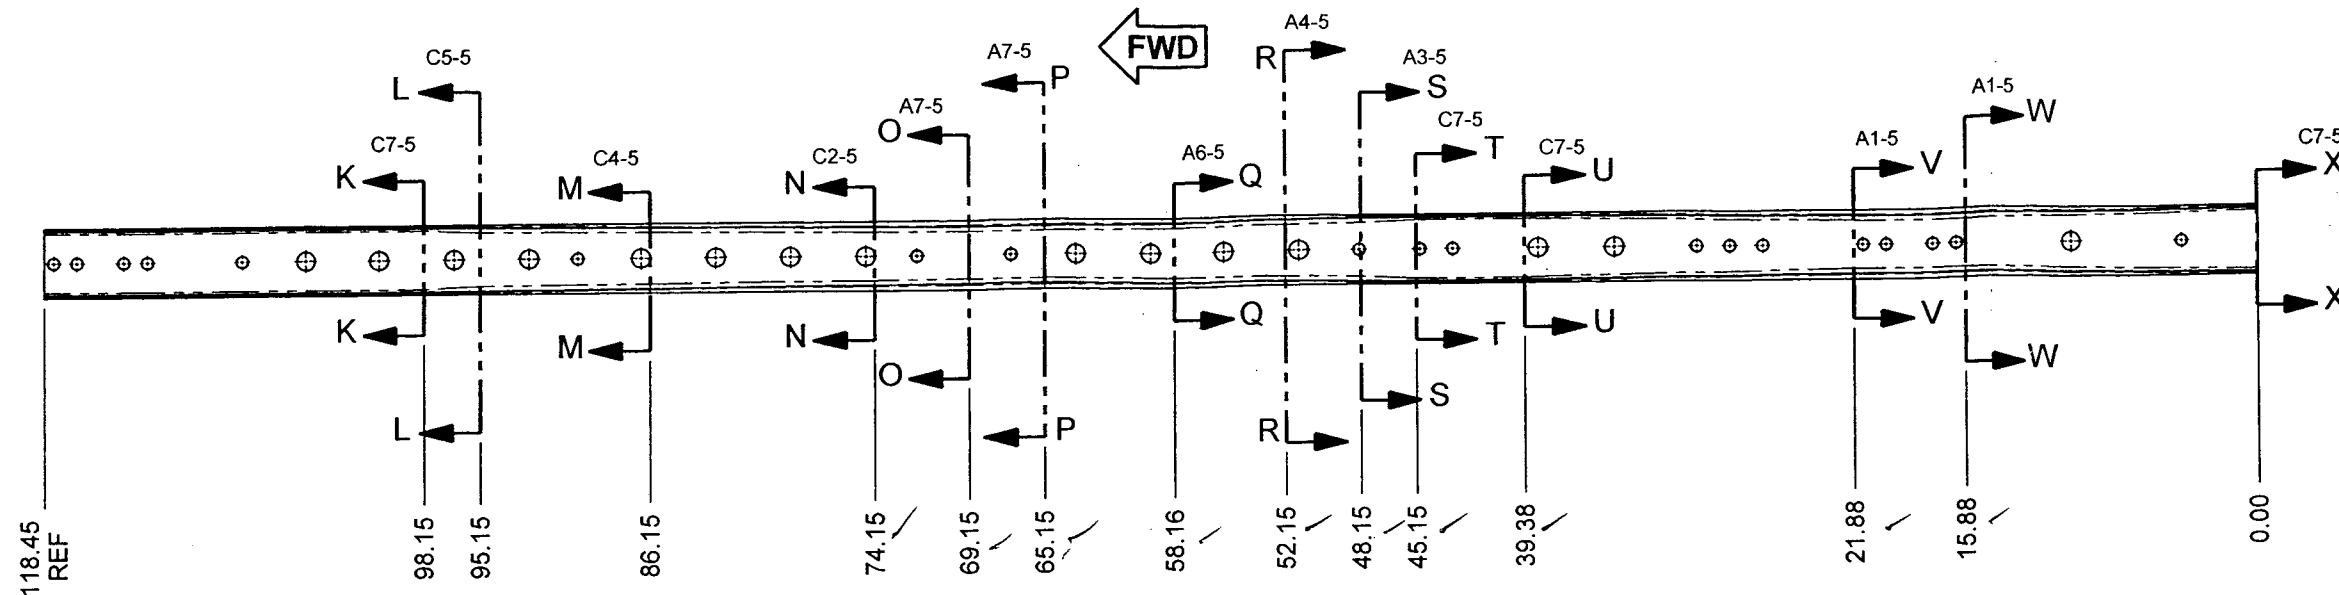 FWD
A4-5
R
A7-5
P
C5-5
L
A3-5
S
A1-5
W
A7-5
O
C7-5
T
C7-5
K
C4-5
M
C2-5
N
A6-5
Q
C7-5
U
A1-5
V
C7-5
X
K
M
N
O
L
P
Q
R
S
T
U
V
W
X
118.45
REF
98.15
95.15
86.15
74.15
69.15
65.15
58.16
52.15
48.15
45.15
39.38
21.88
15.88
0.00